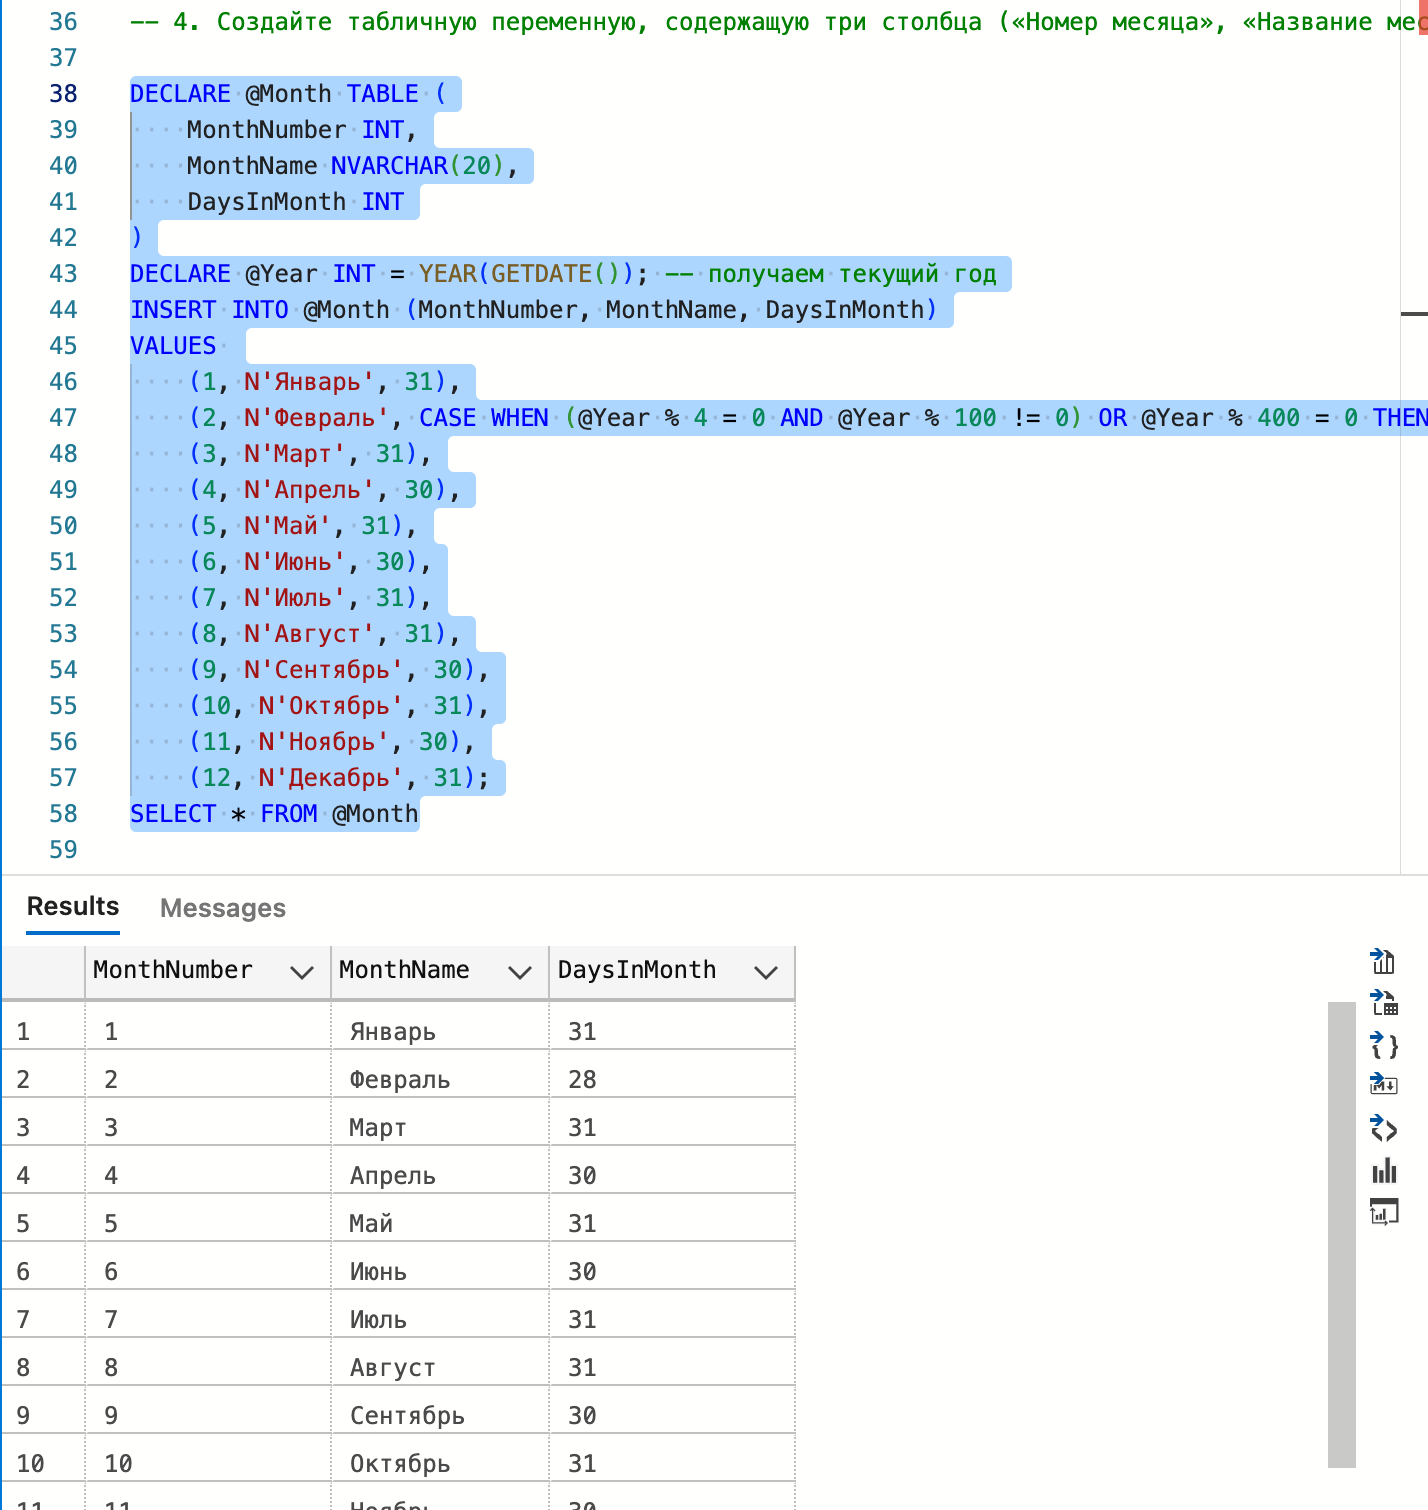 36 -- 4. Создайте табличную переменную, содержащую три столбца («Номер месяца», «Название мес
37
38 DECLARE @Month TABLE (
39 MonthNumber INT,
40 MonthName NVARCHAR(20),
41 DaysInMonth INT
42 )
43 DECLARE @Year INT = YEAR(GETDATE()); -- получаем текущий год
44 INSERT INTO @Month (MonthNumber, MonthName, DaysInMonth)
45 VALUES
46 (1, N'Январь', 31),
47 (2, N'Февраль', CASE WHEN (@Year % 4 = 0 AND @Year % 100 != 0) OR @Year % 400 = 0 THEN
48 (3, N'Март', 31),
49 (4, N'Апрель', 30),
50 (5, N'Май', 31),
51 (6, N'Июнь', 30),
52 (7, N'Июль', 31),
53 (8, N'Август', 31),
54 (9, N'Сентябрь', 30),
55 (10, N'Октябрь', 31),
56 (11, N'Ноябрь', 30),
57 (12, N'Декабрь', 31);
58 SELECT * FROM @Month
59
Results Messages
MonthNumber MonthName DaysInMonth
1 1 Январь 31
2 2 Февраль 28
3 3 Март 31
4 4 Апрель 30
5 5 Май 31
6 6 Июнь 30
7 7 Июль 31
8 8 Август 31
9 9 Сентябрь 30
10 10 Октябрь 31
11 11 Ноябрь 30